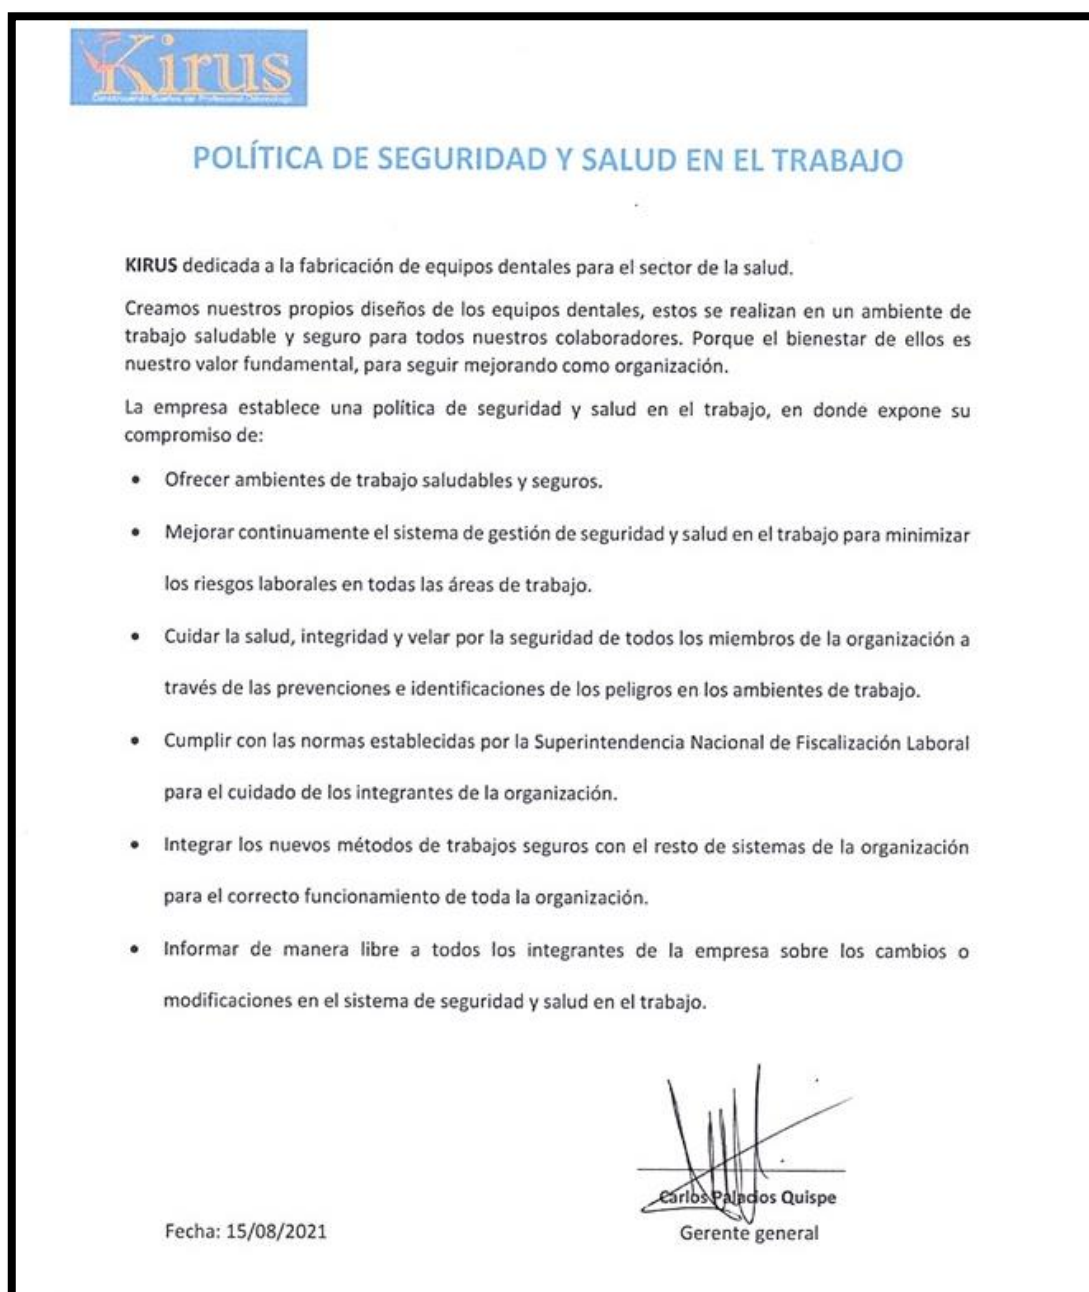 Kirus
POLÍTICA DE SEGURIDAD Y SALUD EN EL TRABAJO
KIRUS dedicada a la fabricación de equipos dentales para el sector de la salud.
Creamos nuestros propios diseños de los equipos dentales, estos se realizan en un ambiente de
trabajo saludable y seguro para todos nuestros colaboradores. Porque el bienestar de ellos es
nuestro valor fundamental, para seguir mejorando como organización.
La empresa establece una política de seguridad y salud en el trabajo, en donde expone su
compromiso de:
• Ofrecer ambientes de trabajo saludables y seguros.
• Mejorar continuamente el sistema de gestión de seguridad y salud en el trabajo para minimizar
los riesgos laborales en todas las áreas de trabajo.
• Cuidar la salud, integridad y velar por la seguridad de todos los miembros de la organización a
través de las prevenciones e identificaciones de los peligros en los ambientes de trabajo.
• Cumplir con las normas establecidas por la Superintendencia Nacional de Fiscalización Laboral
para el cuidado de los integrantes de la organización.
• Integrar los nuevos métodos de trabajos seguros con el resto de sistemas de la organización
para el correcto funcionamiento de toda la organización.
• Informar de manera libre a todos los integrantes de la empresa sobre los cambios o
modificaciones en el sistema de seguridad y salud en el trabajo.
Carlos Palacios Quispe
Fecha: 15/08/2021 Gerente general